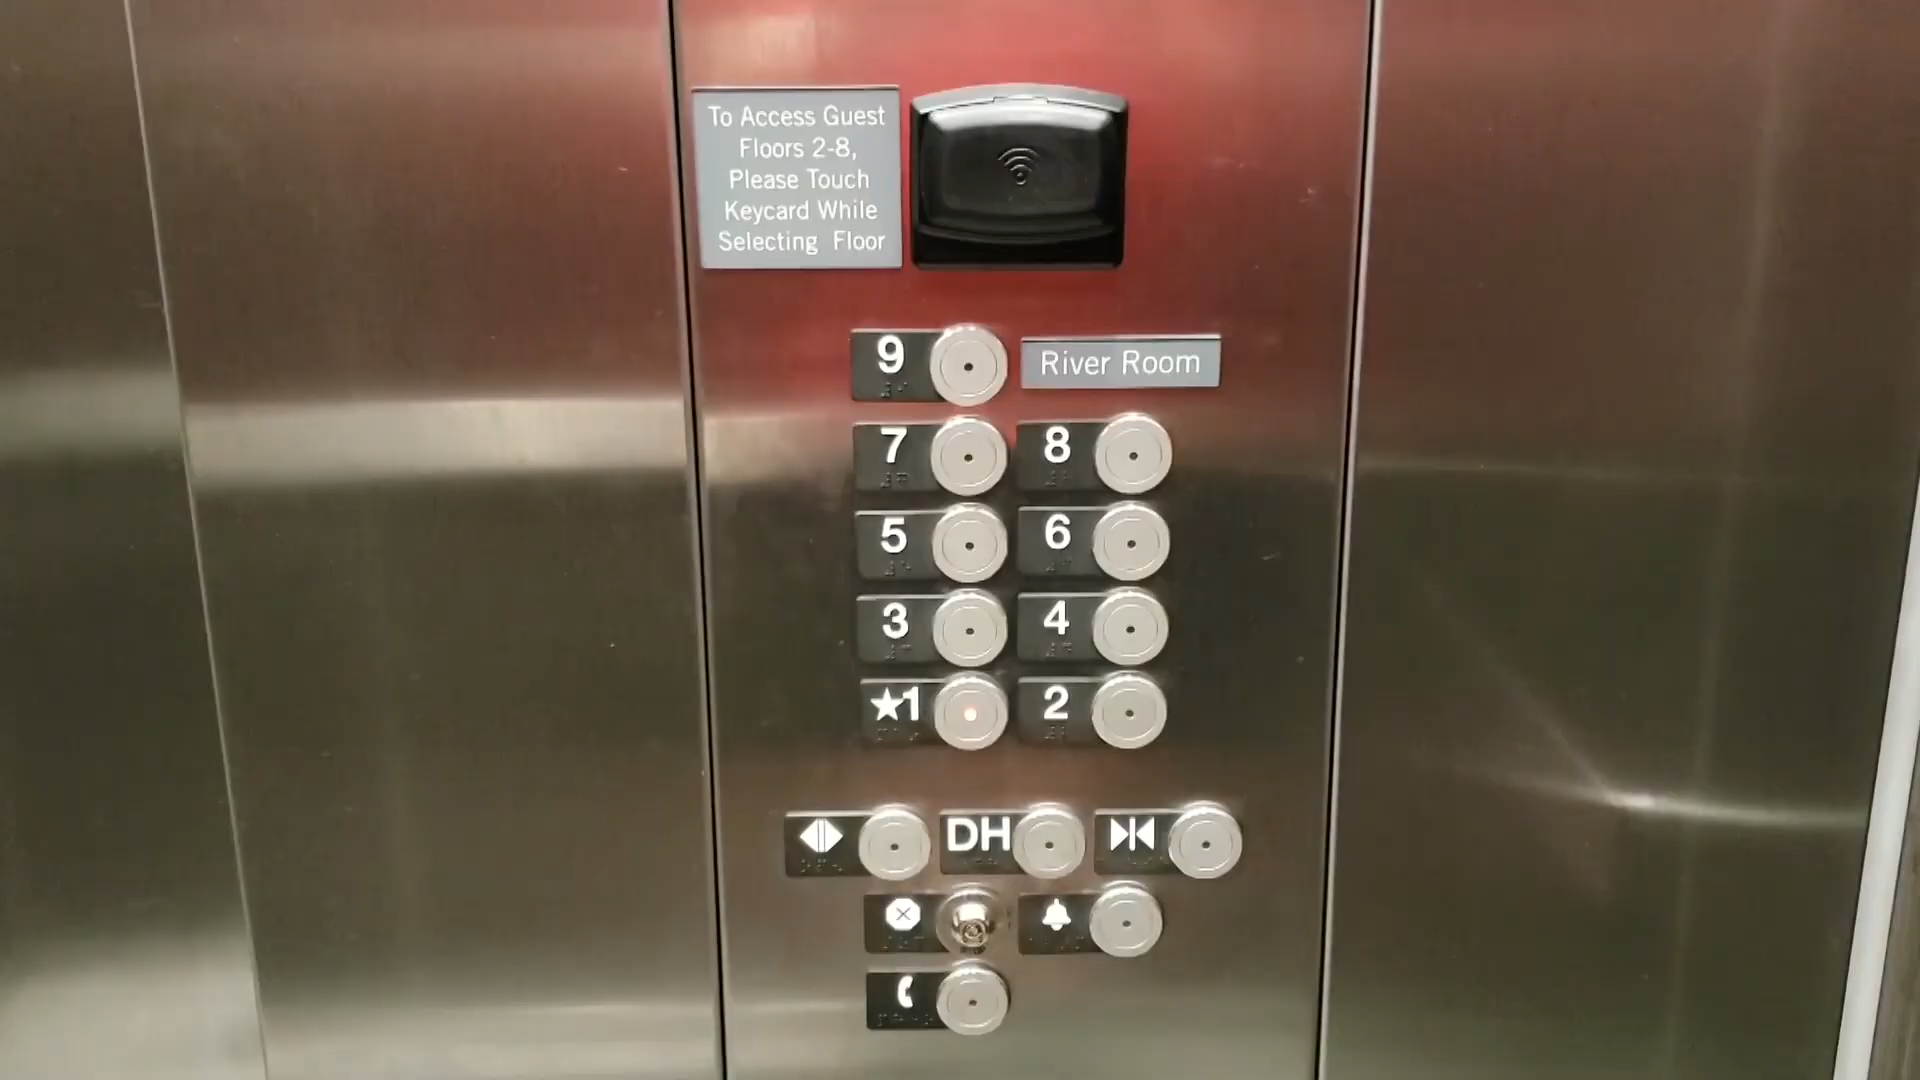 To Access Guest
Floors 2-8,
Please Touch
Keycard While
Selecting Floor
9 River Room
7 8
5 6
3 4
★1 2
DH